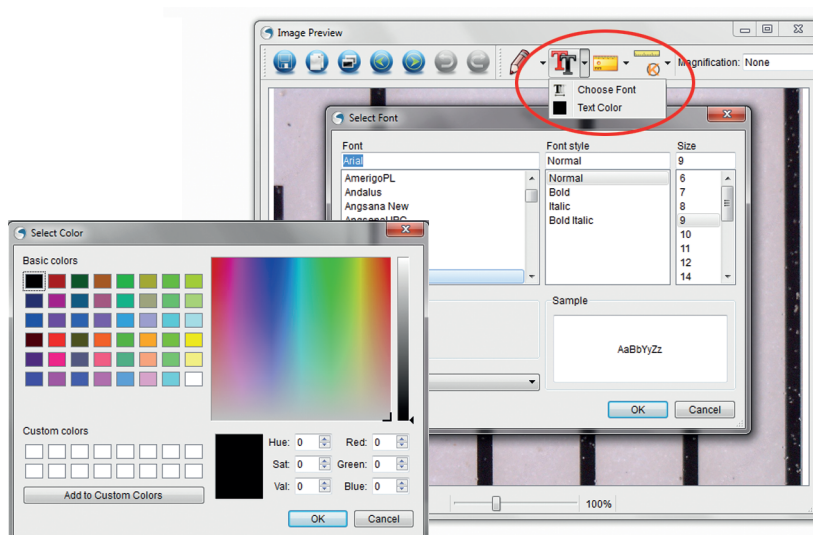 Image Preview
Magnification: None
Choose Font
Text Color
Select Font
Font
Font style
Size
Arial
Normal
9
AmerigoPL
Andalus
Angsana New
Normal
Bold
Italic
Bold Italic
6
7
8
9
10
11
12
14
Sample
AaBbYyZz
OK
Cancel
Select Color
Basic colors
Custom colors
Add to Custom Colors
Hue: 0
Red: 0
Sat: 0
Green: 0
Val: 0
Blue: 0
OK
Cancel
100%